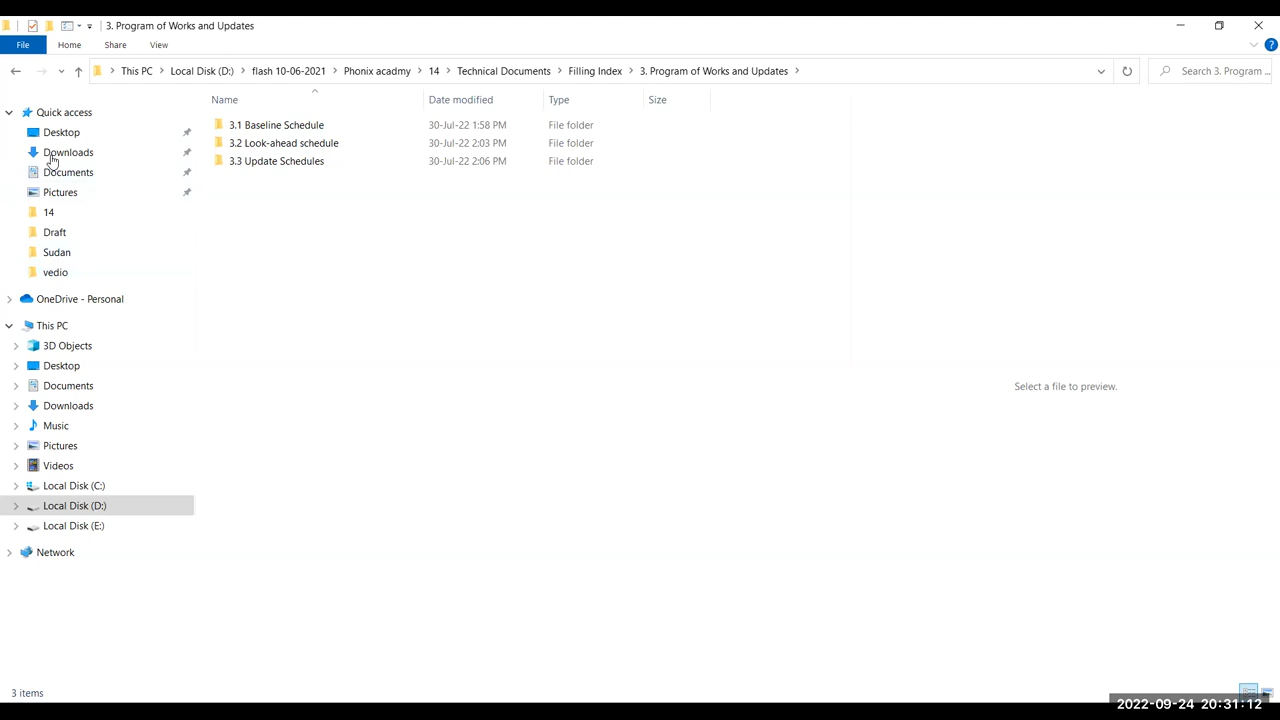 3. Program of Works and Updates
File Home Share View
This PC Local Disk (D:) flash 10-06-2021 Phonix acadmy 14 Technical Documents Filling Index 3. Program of Works and Updates Search 3. Program ...
Name Date modified Type Size
Quick access
Desktop
Downloads
Documents
Pictures
14
Draft
Sudan
vedio
OneDrive - Personal
This PC
3D Objects
Desktop
Documents
Downloads
Music
Pictures
Videos
Local Disk (C:)
Local Disk (D:)
Local Disk (E:)
Network
3.1 Baseline Schedule 30-Jul-22 1:58 PM File folder
3.2 Look-ahead schedule 30-Jul-22 2:03 PM File folder
3.3 Update Schedules 30-Jul-22 2:06 PM File folder
Select a file to preview.
3 items
2022-09-24 20:31:12